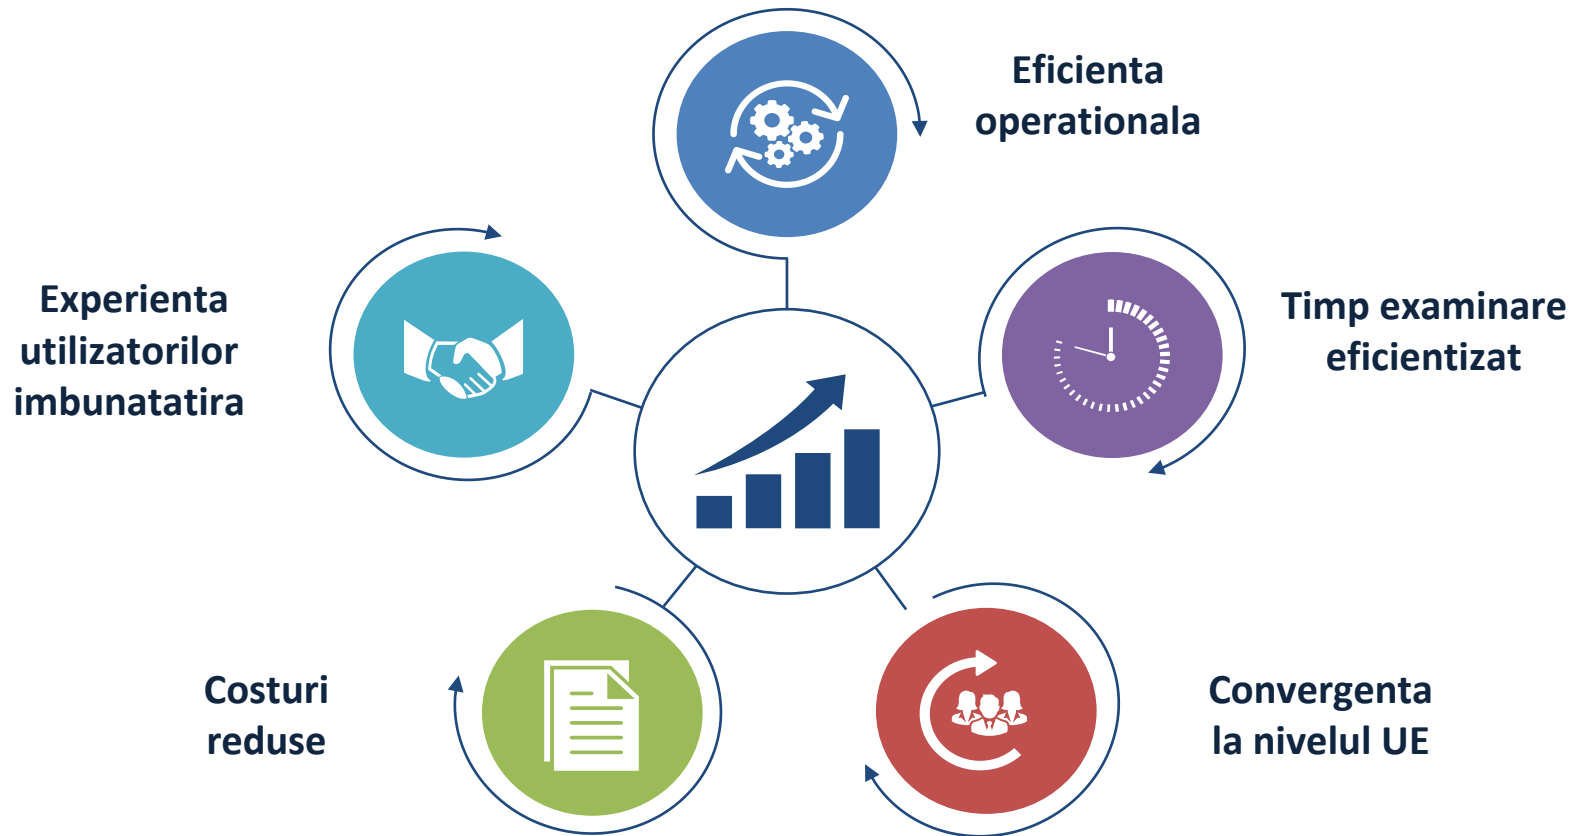 Eficienta
operationala
Experienta
utilizatorilor
imbunatatira
Timp examinare
eficientizat
Costuri
reduse
Convergenta
la nivelul UE